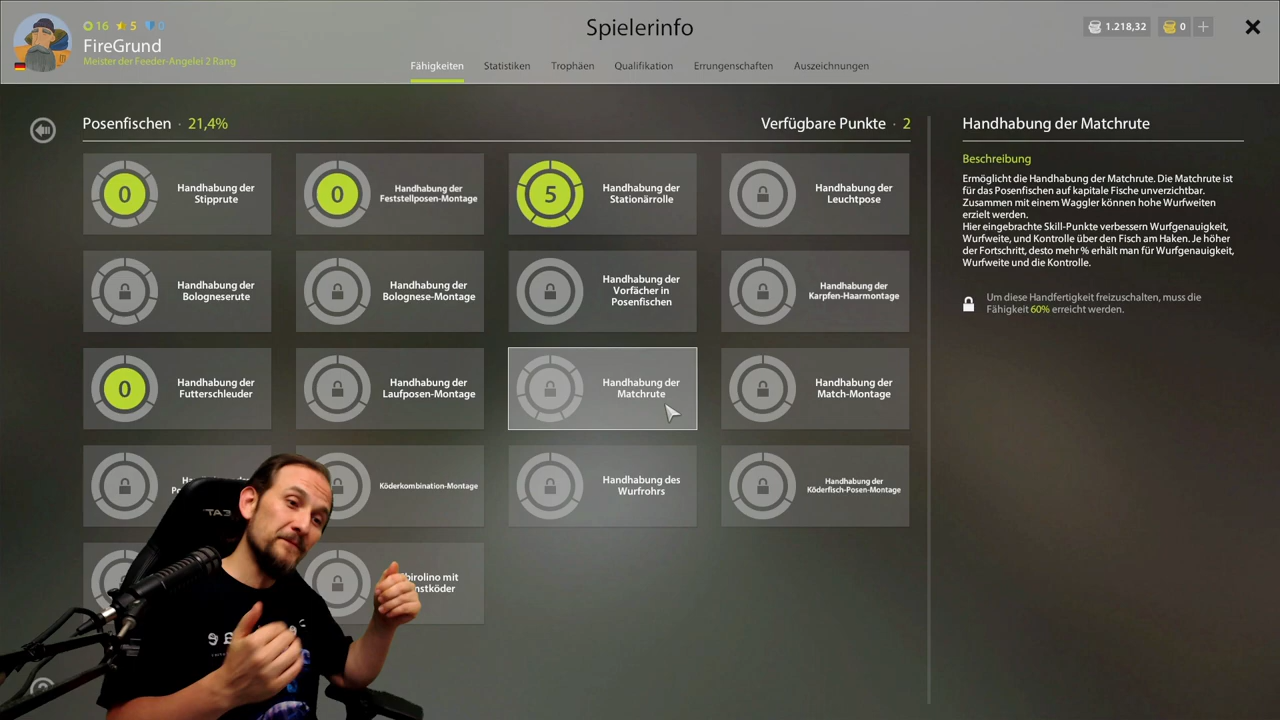 16 5 0
FireGrund
Meister der Feeder-Angelei 2 Rang
Spielerinfo
1.218,32
0
Fähigkeiten
Statistiken
Trophäen
Qualifikation
Errungenschaften
Auszeichnungen
Posenfischen · 21,4%
Verfügbare Punkte · 2
0
Handhabung der
Stipprute
0
Handhabung der
Feststellposen-Montage
5
Handhabung der
Stationärrolle
Handhabung der
Leuchtpose
Handhabung der
Bologneserute
Handhabung der
Bolognese-Montage
Handhabung der
Vorfächer in
Posenfischen
Handhabung der
Karpfen-Haarmontage
0
Handhabung der
Futterschleuder
Handhabung der
Laufposen-Montage
Handhabung der
Matchrute
Handhabung der
Match-Montage
Köderkombination-Montage
Handhabung des
Wurfrohrs
Handhabung der
Köderfisch-Posen-Montage
mit
Handhabung der Matchrute
Beschreibung
Ermöglicht die Handhabung der Matchrute. Die Matchrute ist
für das Posenfischen auf kapitale Fische unverzichtbar.
Zusammen mit einem Waggler können hohe Wurfweiten
erzielt werden.
Hier eingebrachte Skill-Punkte verbessern Wurfgenauigkeit,
Wurfweite, und Kontrolle über den Fisch am Haken. Je höher
der Fortschritt, desto mehr % erhält man für Wurfgenauigkeit,
Wurfweite und die Kontrolle.
Um diese Handfertigkeit freizuschalten, muss die
Fähigkeit 60% erreicht werden.